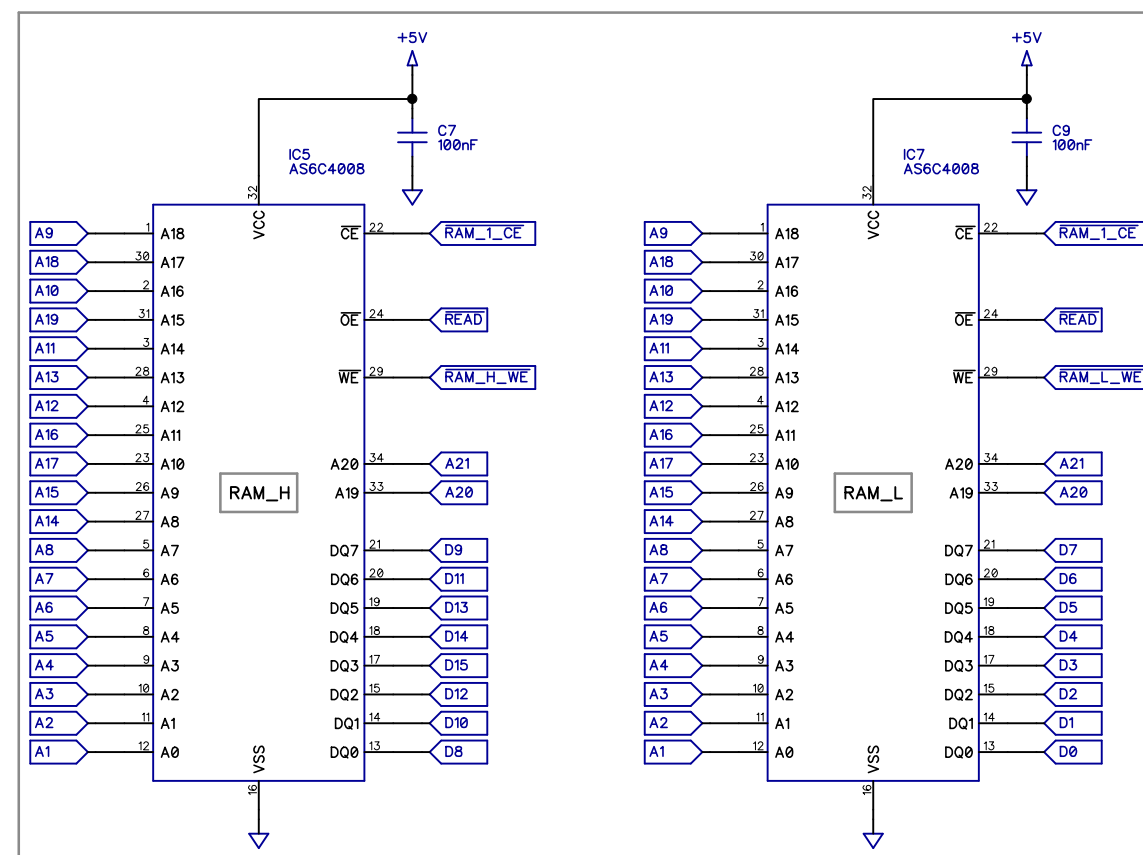 +5V
C7
100nF
IC5
AS6C4008
32
VCC
A9 1 A18 CE 22 RAM_1_CE
A18 30 A17
A10 2 A16
A19 31 A15 OE 24 READ
A11 3 A14
A13 28 A13 WE 29 RAM_H_WE
A12 4 A12
A16 25 A11
A17 23 A10 A20 34 A21
A15 26 A9 RAM_H A19 33 A20
A14 27 A8
A8 5 A7 DQ7 21 D9
A7 6 A6 DQ6 20 D11
A6 7 A5 DQ5 19 D13
A5 8 A4 DQ4 18 D14
A4 9 A3 DQ3 17 D15
A3 10 A2 DQ2 15 D12
A2 11 A1 DQ1 14 D10
A1 12 A0 DQ0 13 D8
VSS
16
+5V
C9
100nF
IC7
AS6C4008
32
VCC
A9 1 A18 CE 22 RAM_1_CE
A18 30 A17
A10 2 A16
A19 31 A15 OE 24 READ
A11 3 A14
A13 28 A13 WE 29 RAM_L_WE
A12 4 A12
A16 25 A11
A17 23 A10 A20 34 A21
A15 26 A9 RAM_L A19 33 A20
A14 27 A8
A8 5 A7 DQ7 21 D7
A7 6 A6 DQ6 20 D6
A6 7 A5 DQ5 19 D5
A5 8 A4 DQ4 18 D4
A4 9 A3 DQ3 17 D3
A3 10 A2 DQ2 15 D2
A2 11 A1 DQ1 14 D1
A1 12 A0 DQ0 13 D0
VSS
16